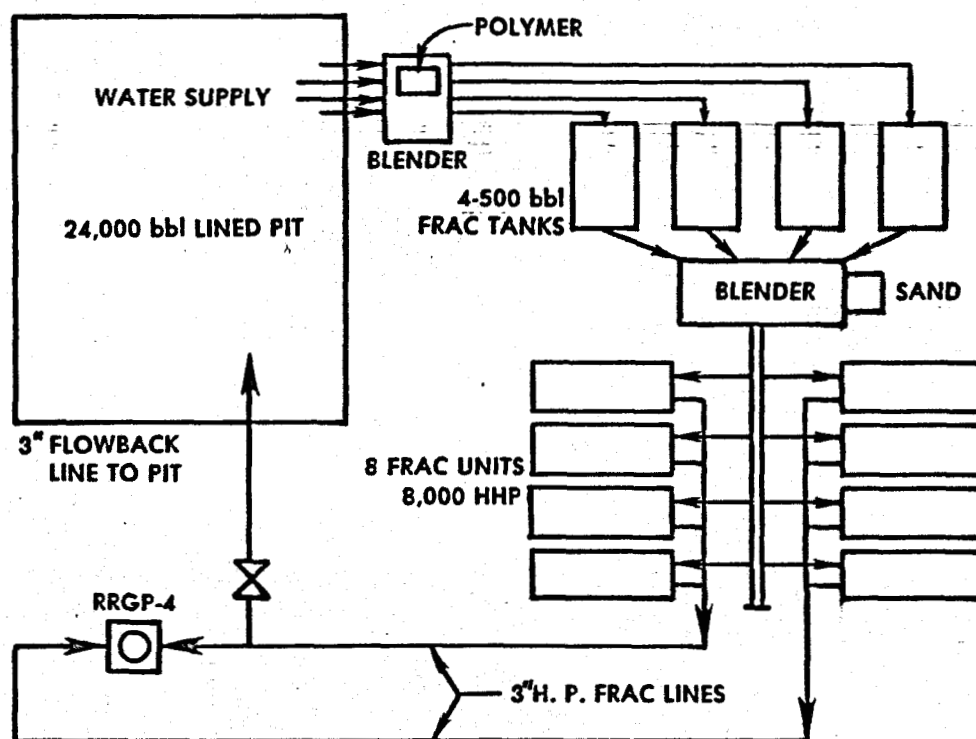 POLYMER
WATER SUPPLY
BLENDER
24,000 bbl LINED PIT
4-500 bbl
FRAC TANKS
BLENDER
SAND
3" FLOWBACK
LINE TO PIT
8 FRAC UNITS
8,000 HHP
RRGP-4
3"H. P. FRAC LINES